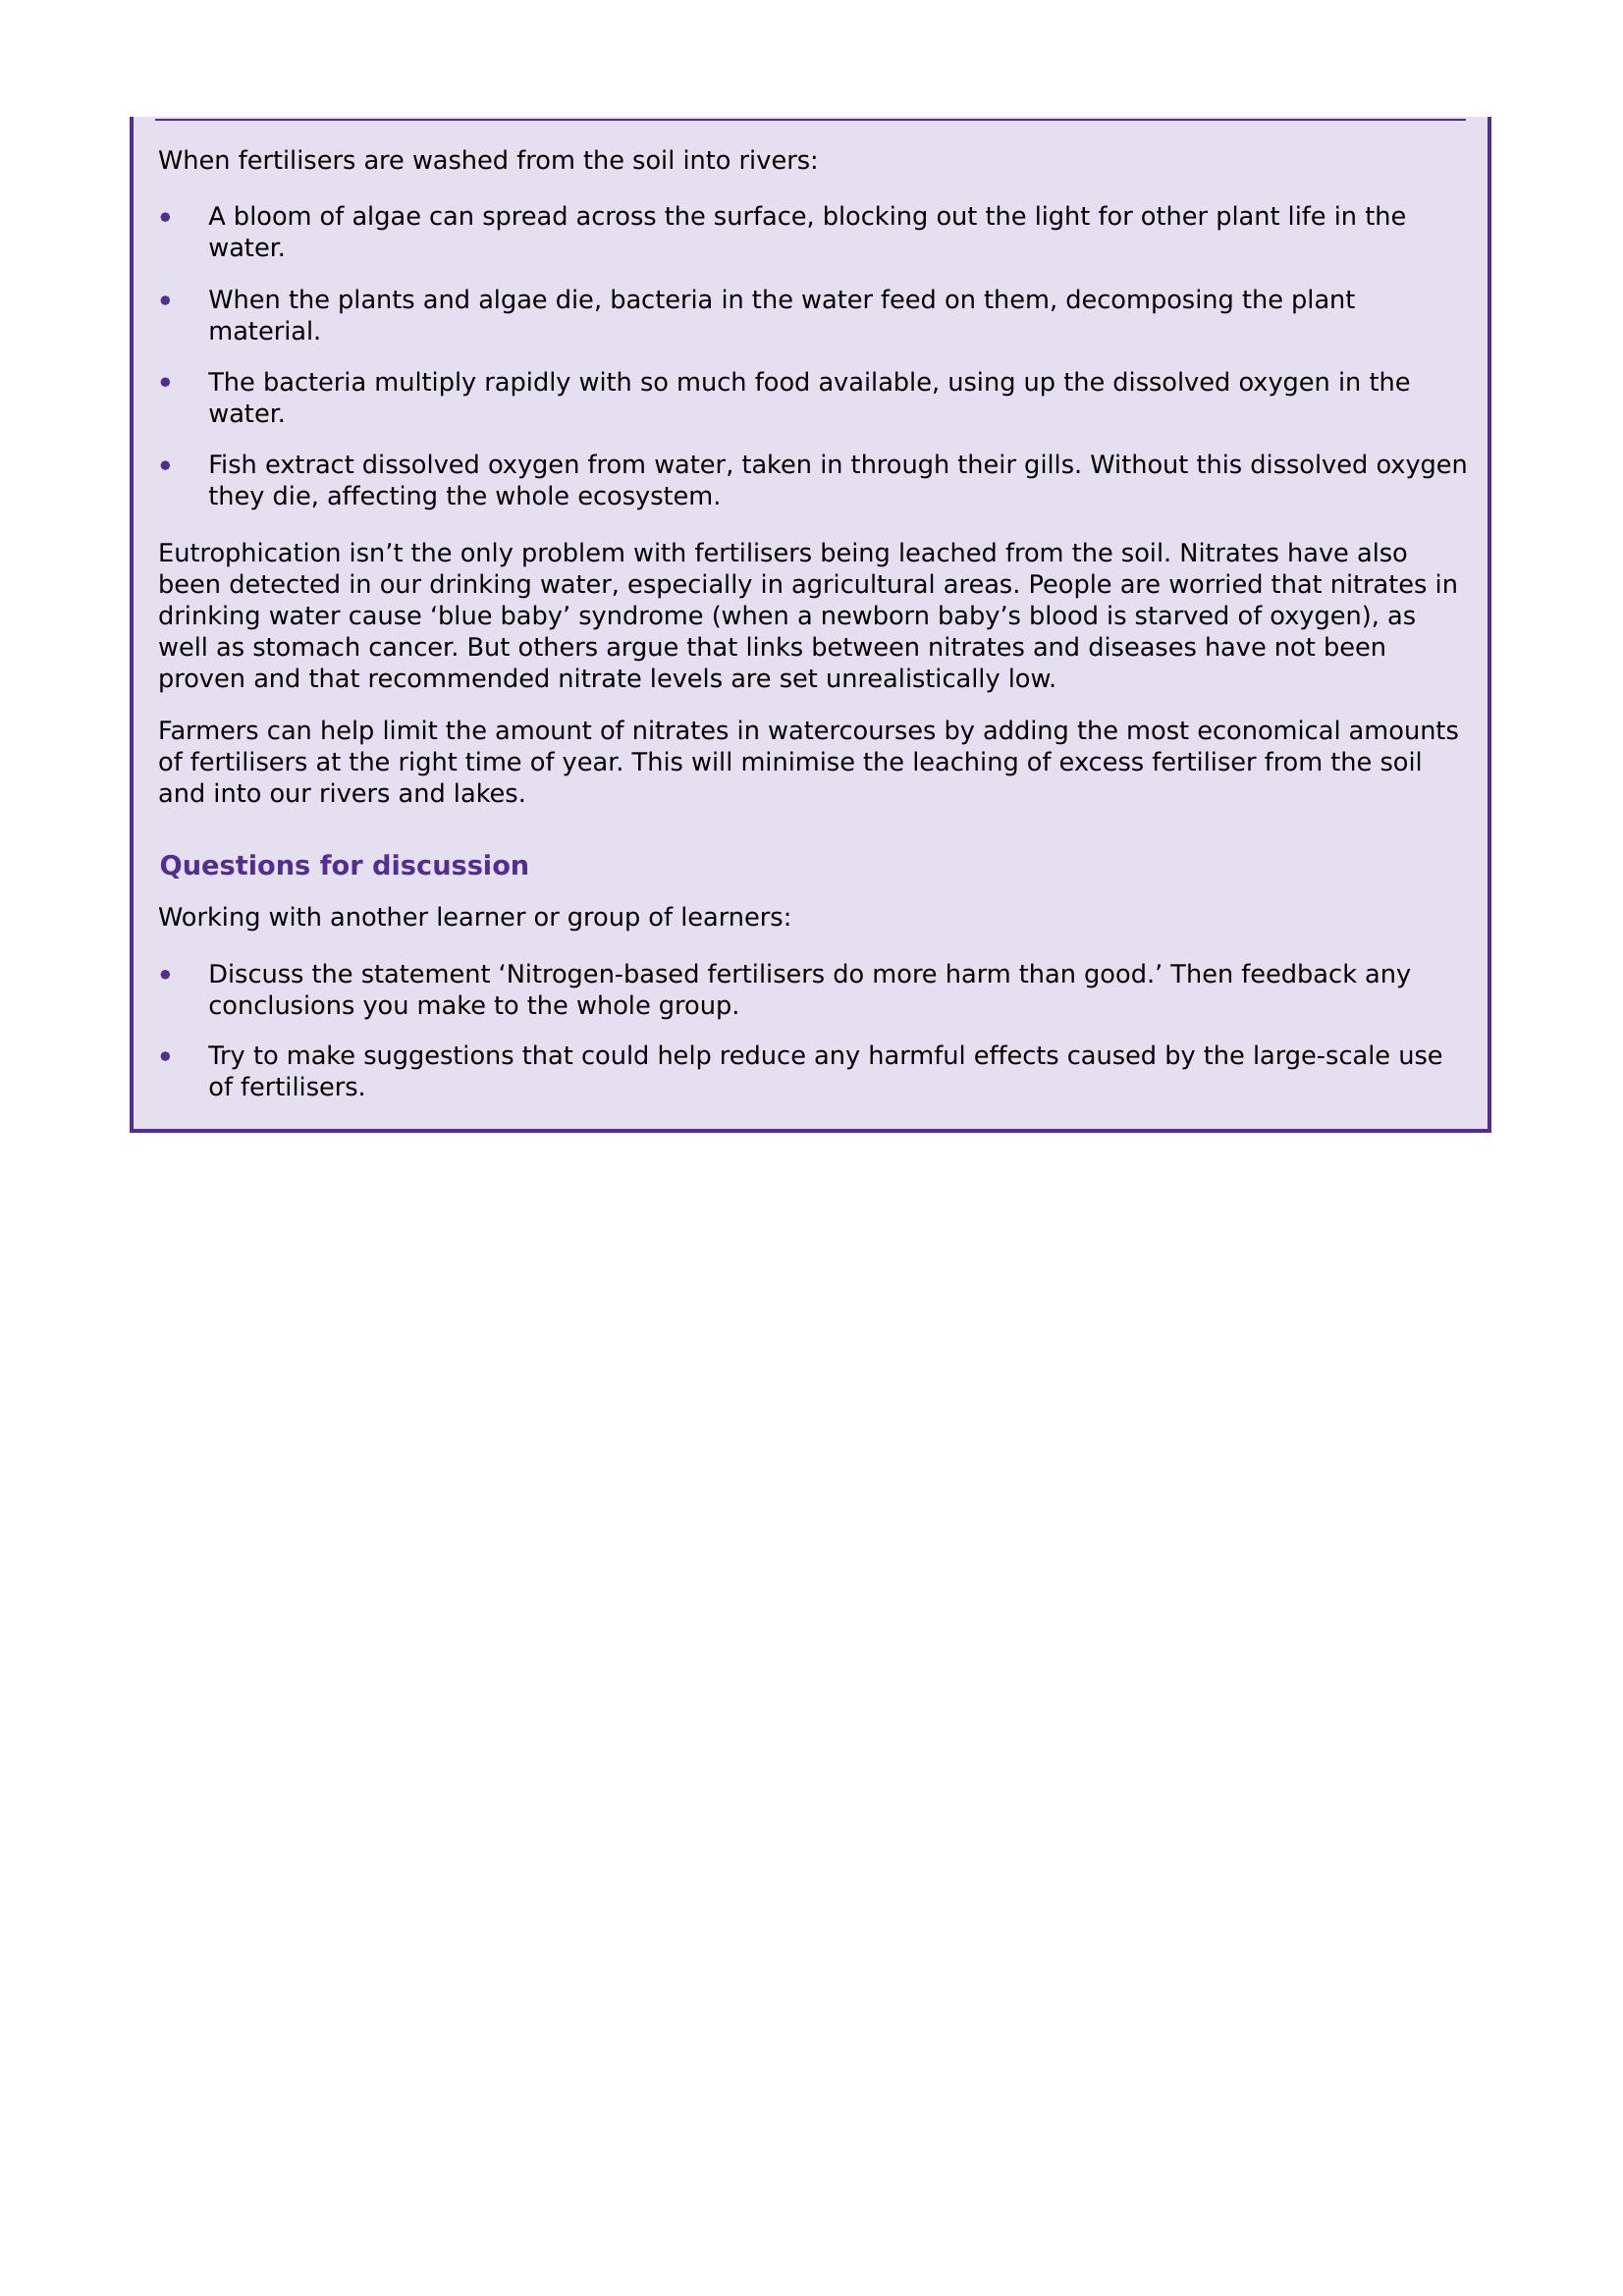 When fertilisers are washed from the soil into rivers:
• A bloom of algae can spread across the surface, blocking out the light for other plant life in the
water.
• When the plants and algae die, bacteria in the water feed on them, decomposing the plant
material.
• The bacteria multiply rapidly with so much food available, using up the dissolved oxygen in the
water.
• Fish extract dissolved oxygen from water, taken in through their gills. Without this dissolved oxygen
they die, affecting the whole ecosystem.
Eutrophication isn’t the only problem with fertilisers being leached from the soil. Nitrates have also
been detected in our drinking water, especially in agricultural areas. People are worried that nitrates in
drinking water cause ‘blue baby’ syndrome (when a newborn baby’s blood is starved of oxygen), as
well as stomach cancer. But others argue that links between nitrates and diseases have not been
proven and that recommended nitrate levels are set unrealistically low.
Farmers can help limit the amount of nitrates in watercourses by adding the most economical amounts
of fertilisers at the right time of year. This will minimise the leaching of excess fertiliser from the soil
and into our rivers and lakes.
Questions for discussion
Working with another learner or group of learners:
• Discuss the statement ‘Nitrogen-based fertilisers do more harm than good.’ Then feedback any
conclusions you make to the whole group.
• Try to make suggestions that could help reduce any harmful effects caused by the large-scale use
of fertilisers.